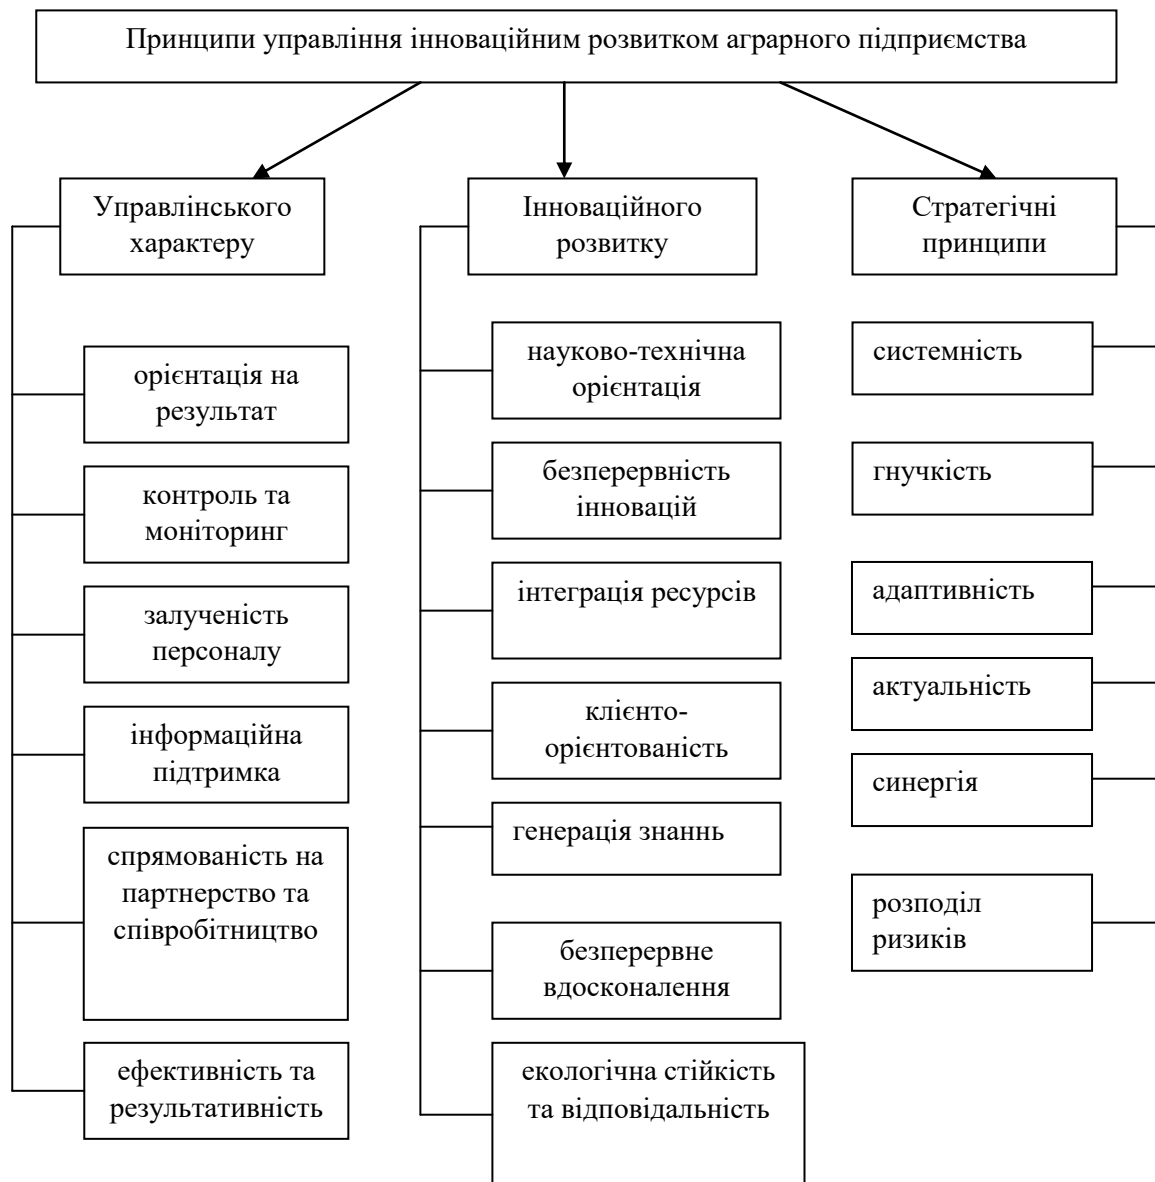 Принципи управління інноваційним розвитком аграрного підприємства
Управлінського
характеру
орієнтація на
результат
контроль та
моніторинг
залученість
персоналу
інформаційна
підтримка
спрямованість на
партнерство та
співробітництво
ефективність та
результативність
Інноваційного
розвитку
науково-технічна
орієнтація
безперервність
інновацій
інтеграція ресурсів
клієнто-
орієнтованість
генерація знаннь
безперервне
вдосконалення
екологічна стійкість
та відповідальність
Стратегічні
принципи
системність
гнучкість
адаптивність
актуальність
синергія
розподіл
ризиків